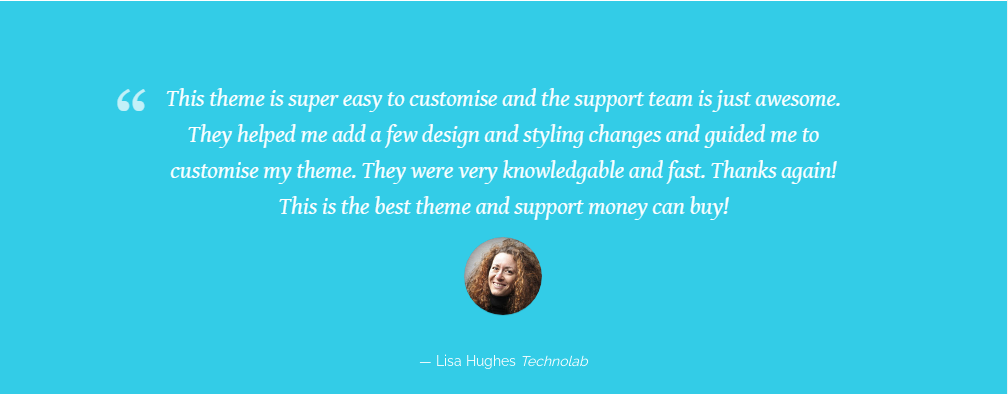 “ This theme is super easy to customise and the support team is just awesome.
They helped me add a few design and styling changes and guided me to
customise my theme. They were very knowledgable and fast. Thanks again!
This is the best theme and support money can buy!
— Lisa Hughes Technolab